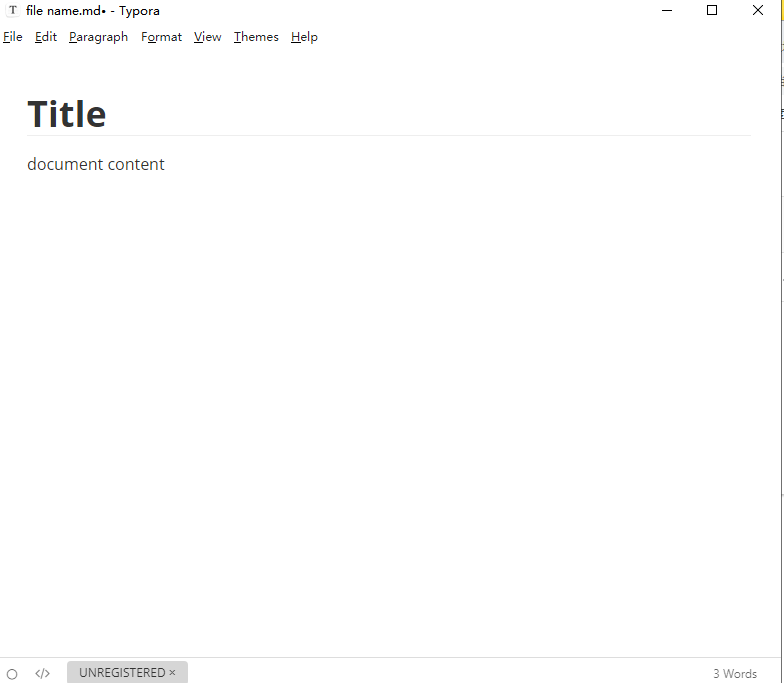 T file name.md• - Typora
File Edit Paragraph Format View Themes Help
Title
document content
</> UNREGISTERED × 3 Words